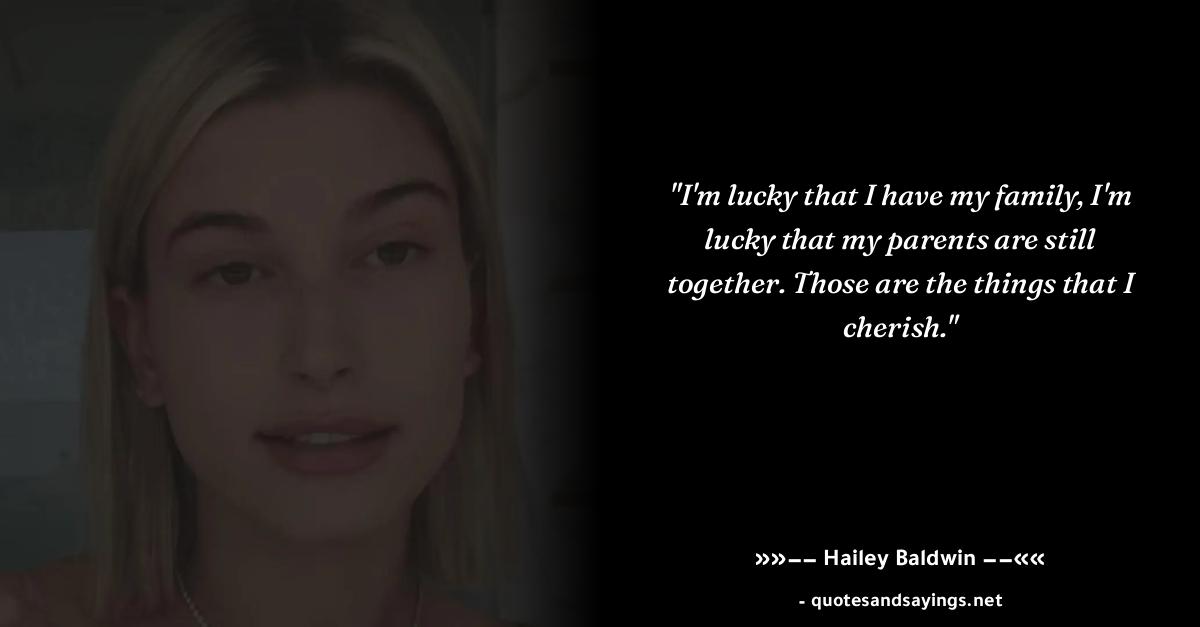 "I'm lucky that I have my family, I'm
lucky that my parents are still
together. Those are the things that I
cherish."
»»–– Hailey Baldwin ––««
- quotesandsayings.net